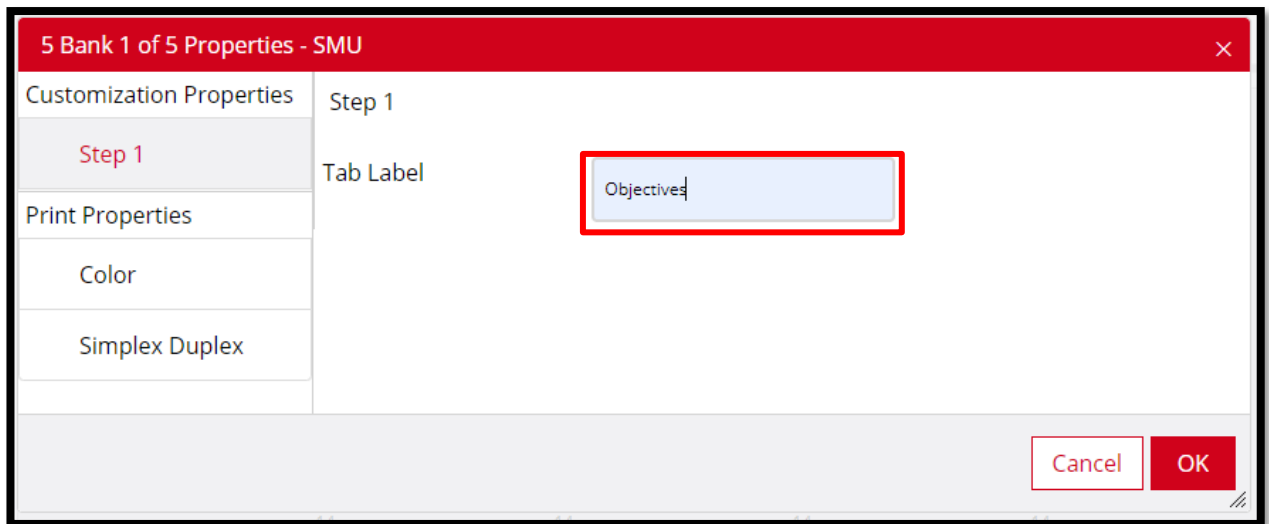 5 Bank 1 of 5 Properties - SMU
Customization Properties
Step 1
Print Properties
Color
Simplex Duplex
Step 1
Tab Label
Objectives
Cancel
OK